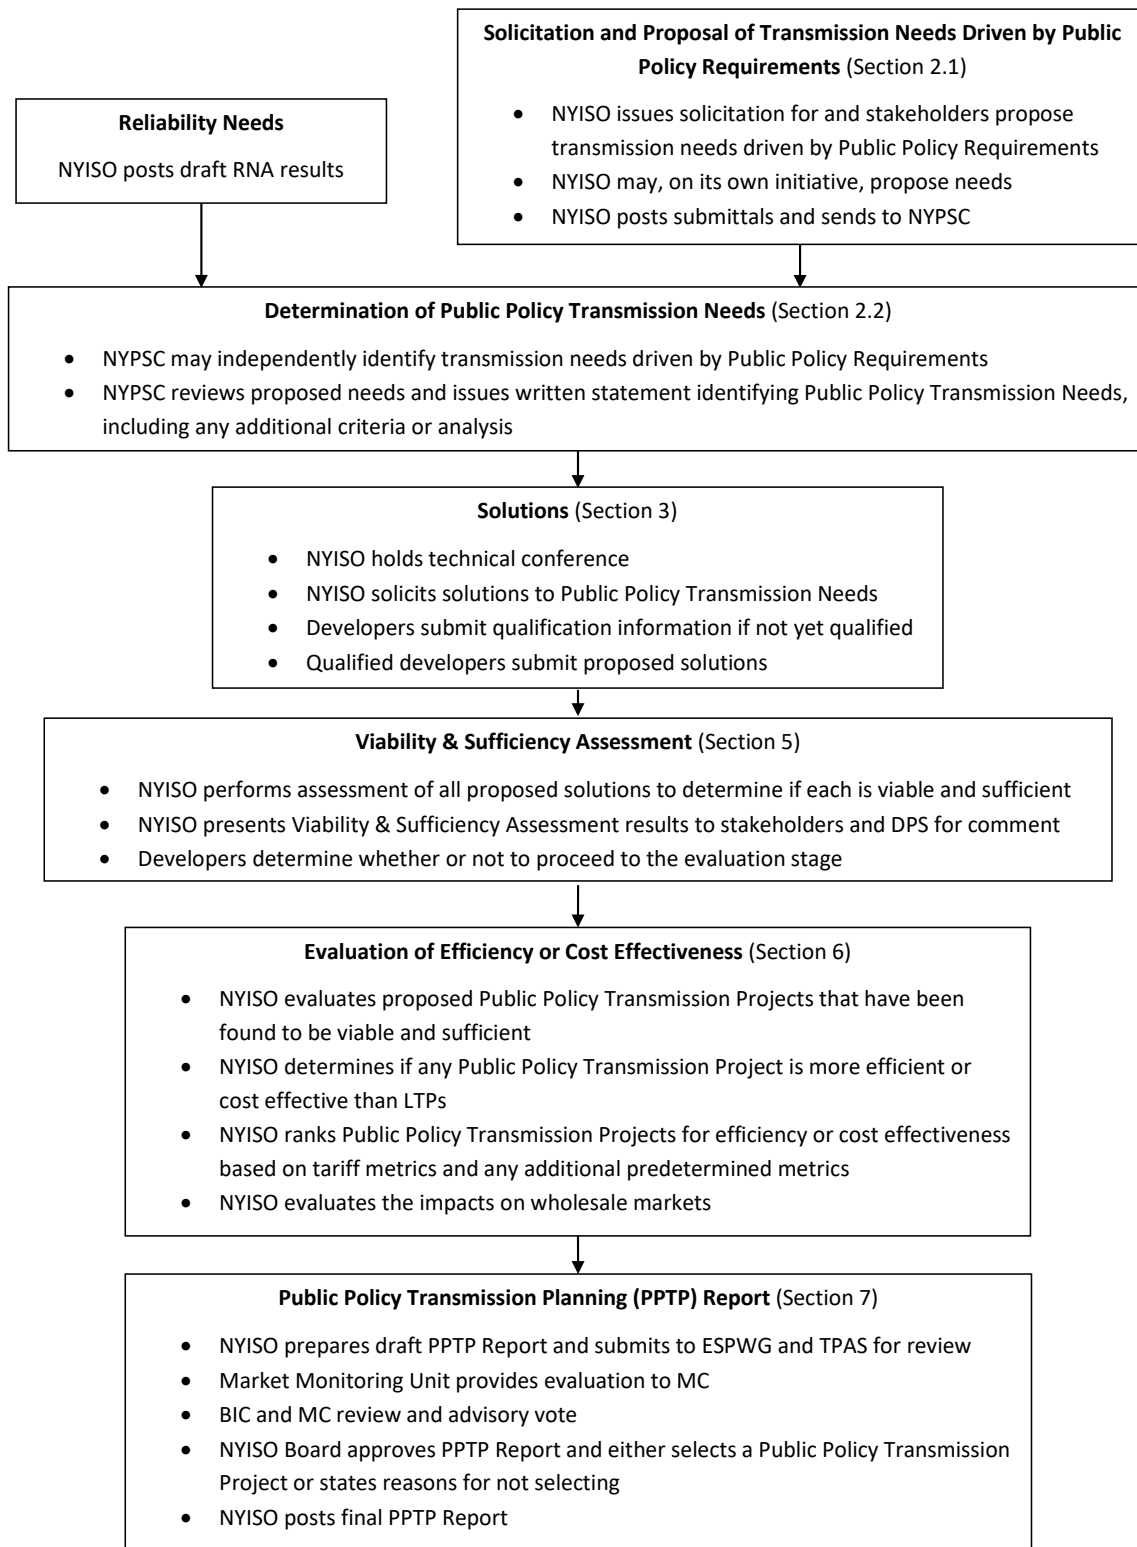 Solicitation and Proposal of Transmission Needs Driven by Public
Policy Requirements (Section 2.1)
• NYISO issues solicitation for and stakeholders propose
transmission needs driven by Public Policy Requirements
• NYISO may, on its own initiative, propose needs
• NYISO posts submittals and sends to NYPSC
Reliability Needs
NYISO posts draft RNA results
Determination of Public Policy Transmission Needs (Section 2.2)
• NYPSC may independently identify transmission needs driven by Public Policy Requirements
• NYPSC reviews proposed needs and issues written statement identifying Public Policy Transmission Needs,
including any additional criteria or analysis
Solutions (Section 3)
• NYISO holds technical conference
• NYISO solicits solutions to Public Policy Transmission Needs
• Developers submit qualification information if not yet qualified
• Qualified developers submit proposed solutions
Viability & Sufficiency Assessment (Section 5)
• NYISO performs assessment of all proposed solutions to determine if each is viable and sufficient
• NYISO presents Viability & Sufficiency Assessment results to stakeholders and DPS for comment
• Developers determine whether or not to proceed to the evaluation stage
Evaluation of Efficiency or Cost Effectiveness (Section 6)
• NYISO evaluates proposed Public Policy Transmission Projects that have been
found to be viable and sufficient
• NYISO determines if any Public Policy Transmission Project is more efficient or
cost effective than LTPs
• NYISO ranks Public Policy Transmission Projects for efficiency or cost effectiveness
based on tariff metrics and any additional predetermined metrics
• NYISO evaluates the impacts on wholesale markets
Public Policy Transmission Planning (PPTP) Report (Section 7)
• NYISO prepares draft PPTP Report and submits to ESPWG and TPAS for review
• Market Monitoring Unit provides evaluation to MC
• BIC and MC review and advisory vote
• NYISO Board approves PPTP Report and either selects a Public Policy Transmission
Project or states reasons for not selecting
• NYISO posts final PPTP Report